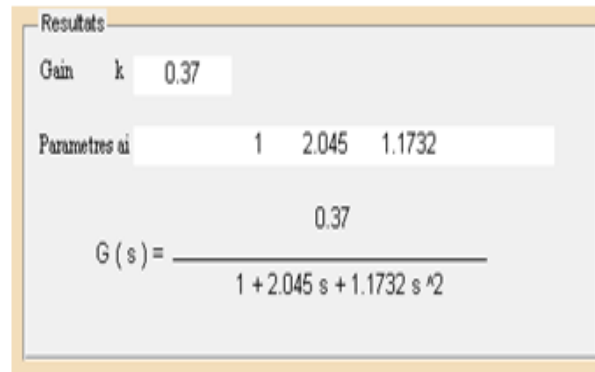 Resultats
Gain k 0.37
Parametres ai 1 2.045 1.1732
0.37
G ( s ) =
1 + 2.045 s + 1.1732 s ^2